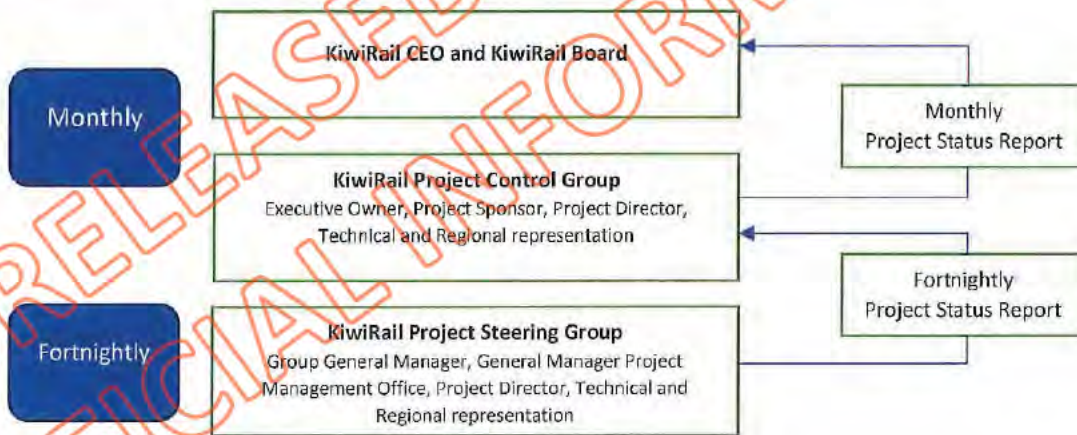 KiwiRail CEO and KiwiRail Board
Monthly
Monthly
Project Status Report
KiwiRail Project Control Group
Executive Owner, Project Sponsor, Project Director,
Technical and Regional representation
Fortnightly
Project Status Report
Fortnightly
KiwiRail Project Steering Group
Group General Manager, General Manager Project
Management Office, Project Director, Technical and
Regional representation
RELEASED
OFFICIAL INFORM